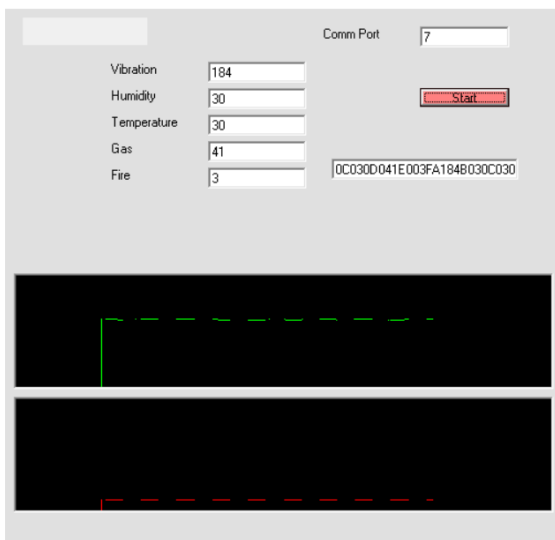 Comm Port 7
Vibration 184
Humidity 30
Start
Temperature 30
Gas 41
Fire 3
0C030D041E003FA184B030C030